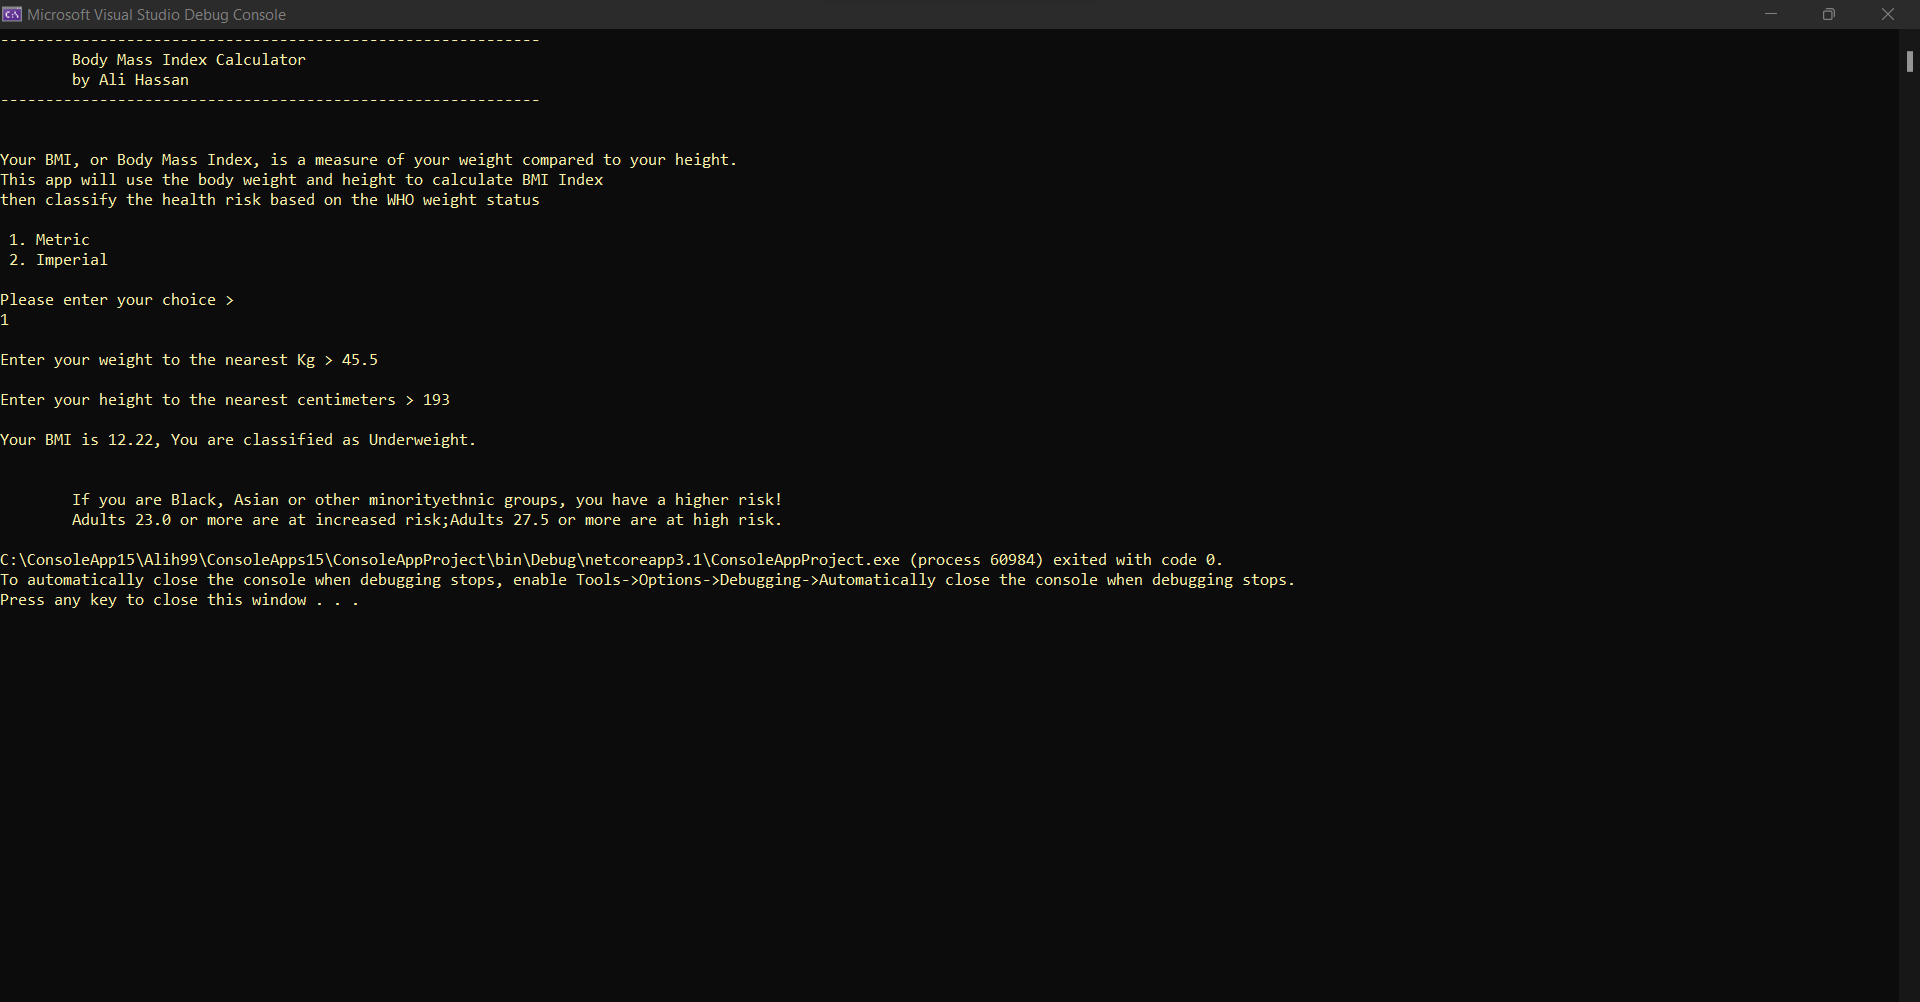 Microsoft Visual Studio Debug Console
------------------------------------------------------------
Body Mass Index Calculator
by Ali Hassan
------------------------------------------------------------
Your BMI, or Body Mass Index, is a measure of your weight compared to your height.
This app will use the body weight and height to calculate BMI Index
then classify the health risk based on the WHO weight status
1. Metric
2. Imperial
Please enter your choice >
1
Enter your weight to the nearest Kg > 45.5
Enter your height to the nearest centimeters > 193
Your BMI is 12.22, You are classified as Underweight.
If you are Black, Asian or other minorityethnic groups, you have a higher risk!
Adults 23.0 or more are at increased risk;Adults 27.5 or more are at high risk.
C:\ConsoleApp15\Alih99\ConsoleApps15\ConsoleAppProject\bin\Debug\netcoreapp3.1\ConsoleAppProject.exe (process 60984) exited with code 0.
To automatically close the console when debugging stops, enable Tools->Options->Debugging->Automatically close the console when debugging stops.
Press any key to close this window . . .